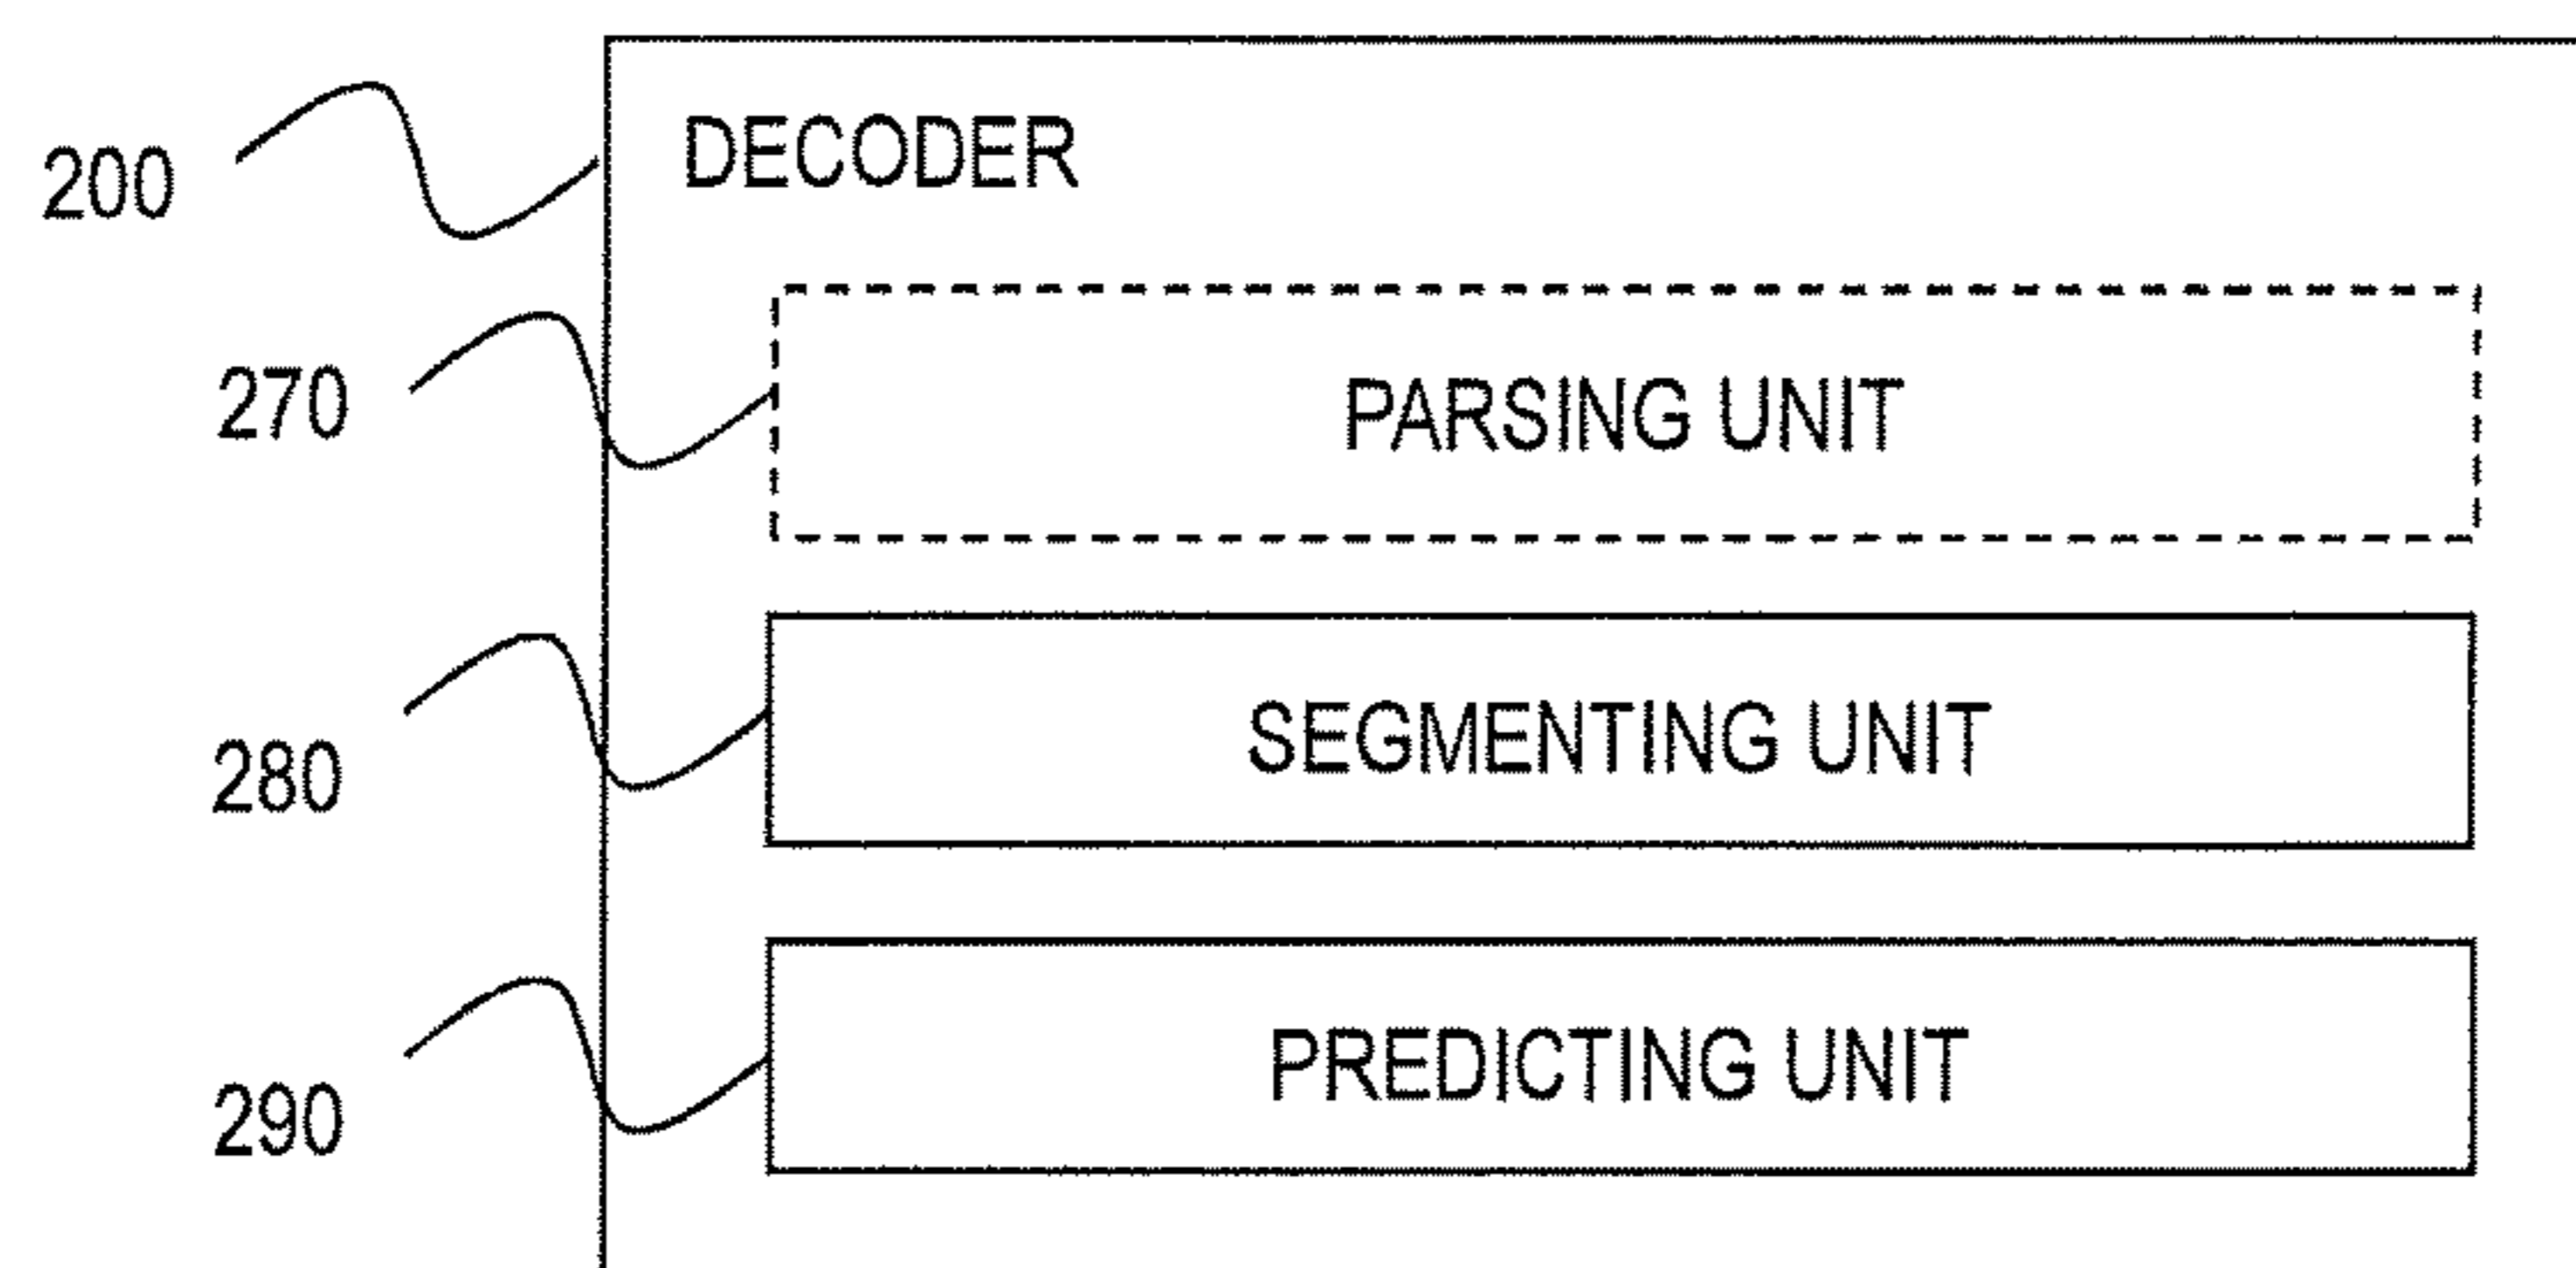 200
DECODER
270
PARSING UNIT
280
SEGMENTING UNIT
290
PREDICTING UNIT